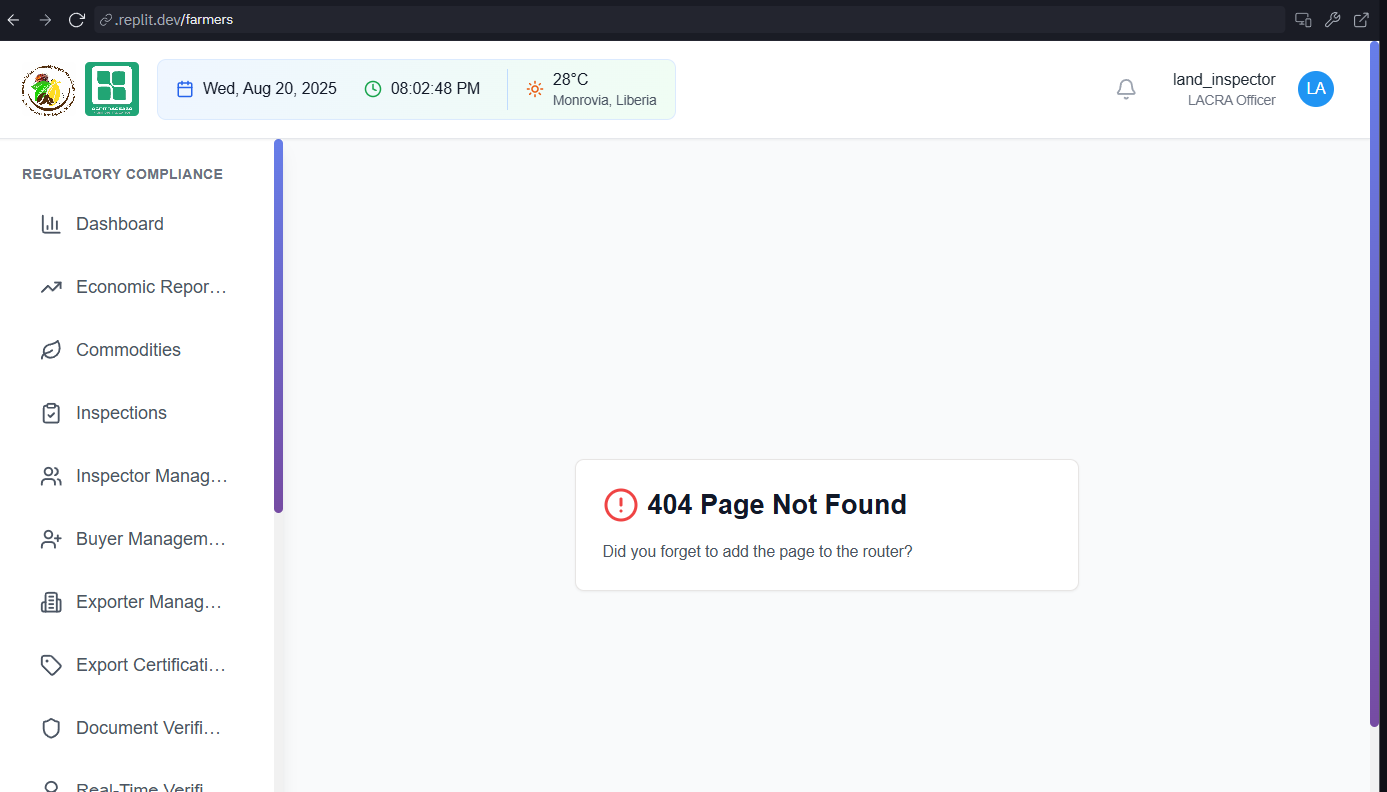 .replit.dev/farmers
Wed, Aug 20, 2025
08:02:48 PM
28°C
Monrovia, Liberia
land_inspector
LACRA Officer
LA
REGULATORY COMPLIANCE
Dashboard
Economic Repor…
Commodities
Inspections
Inspector Manag…
Buyer Managem…
Exporter Manag…
Export Certificati…
Document Verifi…
Real-Time Verifi
404 Page Not Found
Did you forget to add the page to the router?